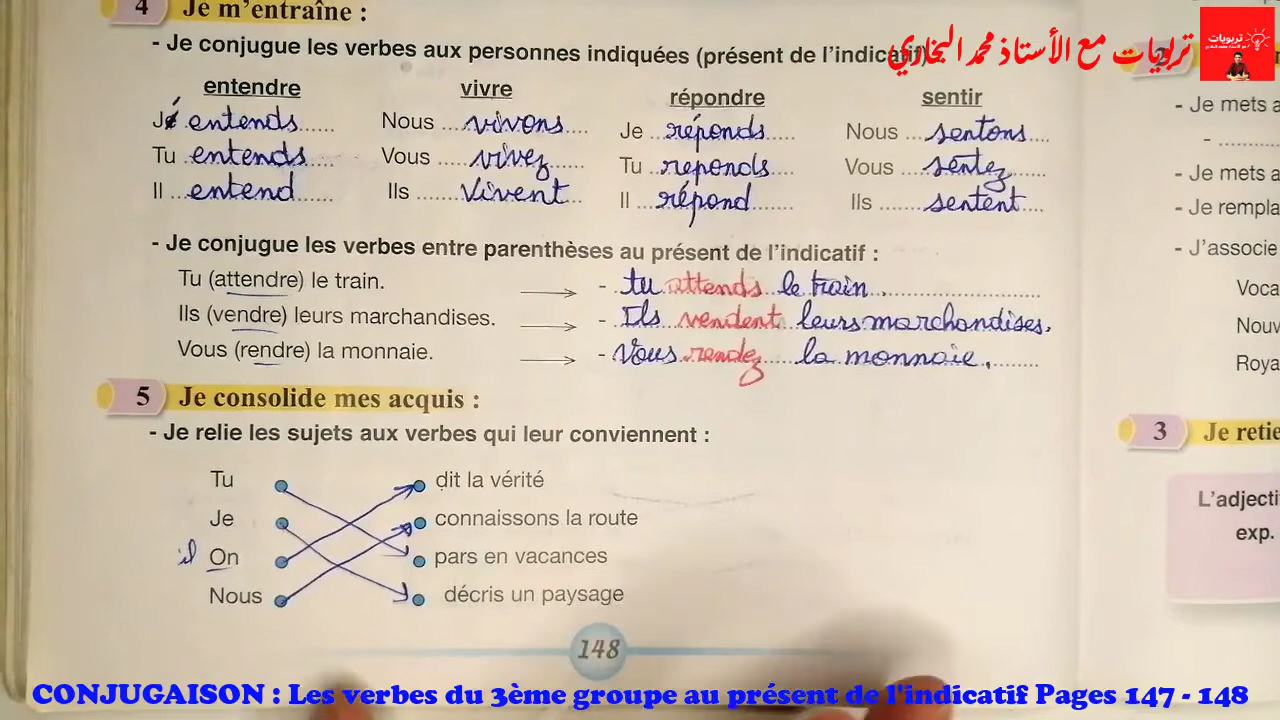 4 Je m'entraîne :
- Je conjugue les verbes aux personnes indiquées (présent de l'indicatif)
تربويات مع الأستاذ محمد البخاري
تربويات
entendre vivre répondre sentir
J' entends...... Nous ...vivons.... Je ..réponds..... Nous ....sentons....
Tu entends.... Vous .....vivez...... Tu ..reponds.... Vous .....sentez......
Il ...entend....... Ils .......vivent... Il ...répond....... Ils .......sentent....
- Je conjugue les verbes entre parenthèses au présent de l'indicatif :
Tu (attendre) le train. - tu attends le train.
Ils (vendre) leurs marchandises. - Ils vendent leurs marchandises.
Vous (rendre) la monnaie. - Vous rendez la monnaie.
5 Je consolide mes acquis :
- Je relie les sujets aux verbes qui leur conviennent :
Tu dit la vérité
Je connaissons la route
il On pars en vacances
Nous décris un paysage
148
- Je mets a
- ..........
- Je mets a
- Je rempla
- J'associe
Voca
Nouv
Roya
3 Je retie
L'adjecti
exp.
CONJUGAISON : Les verbes du 3ème groupe au présent de l'indicatif Pages 147 - 148